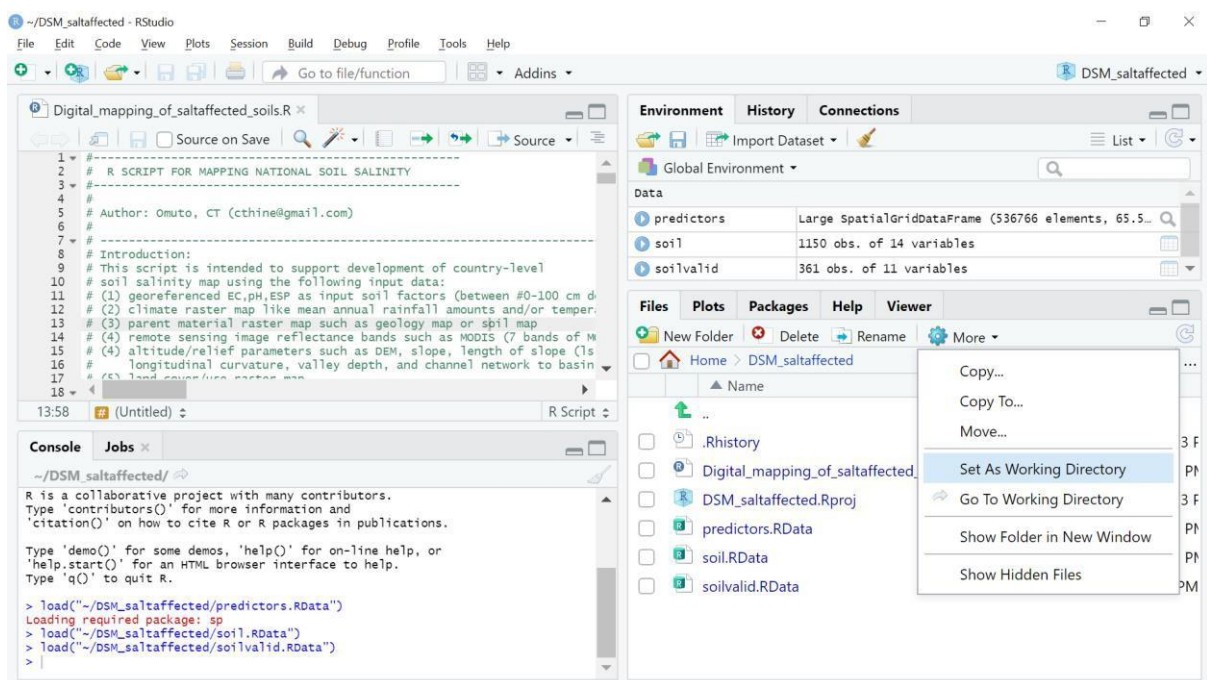 ~/DSM_saltaffected - RStudio
File Edit Code View Plots Session Build Debug Profile Tools Help
Go to file/function Addins DSM_saltaffected
Digital_mapping_of_saltaffected_soils.R
Source on Save Source
1 #---------------------------------------------------
2 # R SCRIPT FOR MAPPING NATIONAL SOIL SALINITY
3 #---------------------------------------------------
4 #
5 # Author: Omuto, CT (cthine@gmail.com)
6 #
7 # ----------------------------------------------------------------------
8 # Introduction:
9 # This script is intended to support development of country-level
10 # soil salinity map using the following input data:
11 # (1) georeferenced EC,pH,ESP as input soil factors (between #0-100 cm d
12 # (2) climate raster map like mean annual rainfall amounts and/or temper
13 # (3) parent material raster map such as geology map or soil map
14 # (4) remote sensing image reflectance bands such as MODIS (7 bands of M
15 # (4) altitude/relief parameters such as DEM, slope, length of slope (ls
16 # longitudinal curvature, valley depth, and channel network to basin
17 # (5) land cover/use raster map
18
13:58 (Untitled) R Script
Console Jobs
~/DSM_saltaffected/
R is a collaborative project with many contributors.
Type 'contributors()' for more information and
'citation()' on how to cite R or R packages in publications.
Type 'demo()' for some demos, 'help()' for on-line help, or
'help.start()' for an HTML browser interface to help.
Type 'q()' to quit R.
> load("~/DSM_saltaffected/predictors.RData")
Loading required package: sp
> load("~/DSM_saltaffected/soil.RData")
> load("~/DSM_saltaffected/soilvalid.RData")
>
Environment History Connections
Import Dataset List
Global Environment
Data
predictors Large SpatialGridDataFrame (536766 elements, 65.5…
soil 1150 obs. of 14 variables
soilvalid 361 obs. of 11 variables
Files Plots Packages Help Viewer
New Folder Delete Rename More
Home > DSM_saltaffected ...
Name
..
.Rhistory
Digital_mapping_of_saltaffected_
DSM_saltaffected.Rproj
predictors.RData
soil.RData
soilvalid.RData
Copy...
Copy To...
Move...
Set As Working Directory
Go To Working Directory
Show Folder in New Window
Show Hidden Files